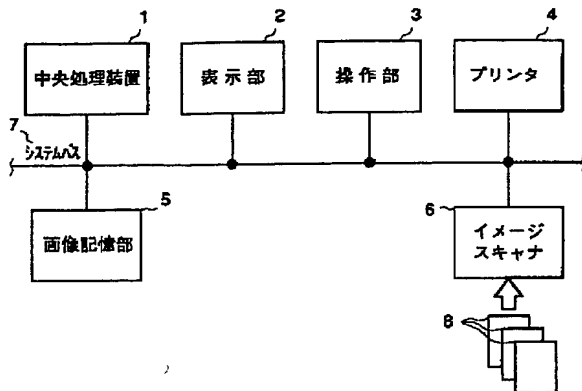 1
2
3
4
中央処理装置
表示部
操作部
プリンタ
7
システムバス
5
6
画像記憶部
イメージ
スキャナ
8